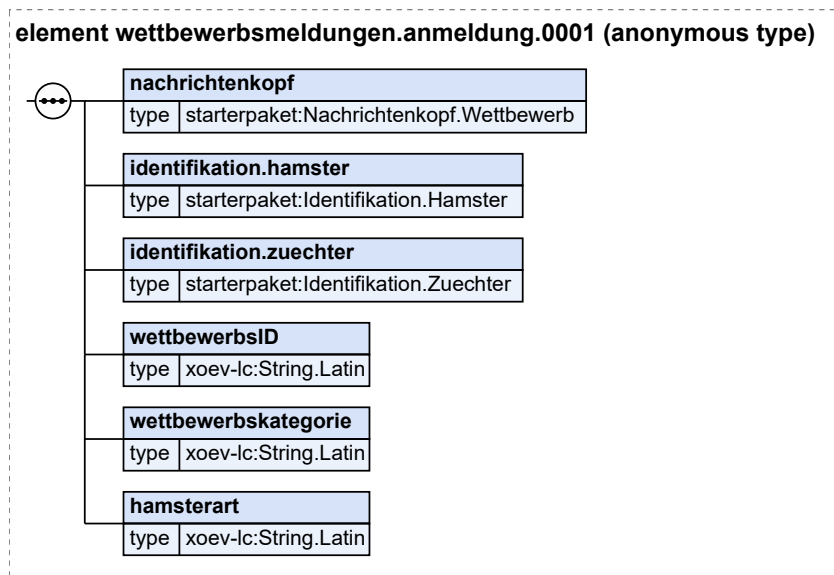 element wettbewerbsmeldungen.anmeldung.0001 (anonymous type)
nachrichtenkopf
type starterpaket:Nachrichtenkopf.Wettbewerb
identifikation.hamster
type starterpaket:Identifikation.Hamster
identifikation.zuechter
type starterpaket:Identifikation.Zuechter
wettbewerbsID
type xoev-lc:String.Latin
wettbewerbskategorie
type xoev-lc:String.Latin
hamsterart
type xoev-lc:String.Latin